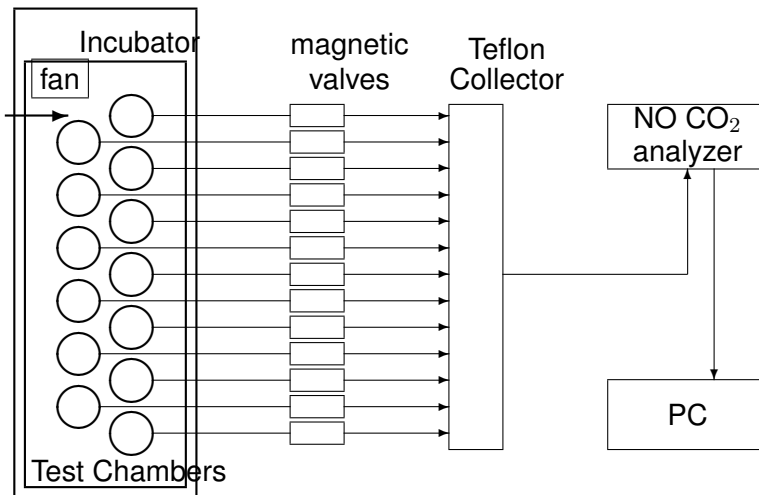 Incubator
fan
Test Chambers
magnetic
valves
Teflon
Collector
NO CO₂
analyzer
PC